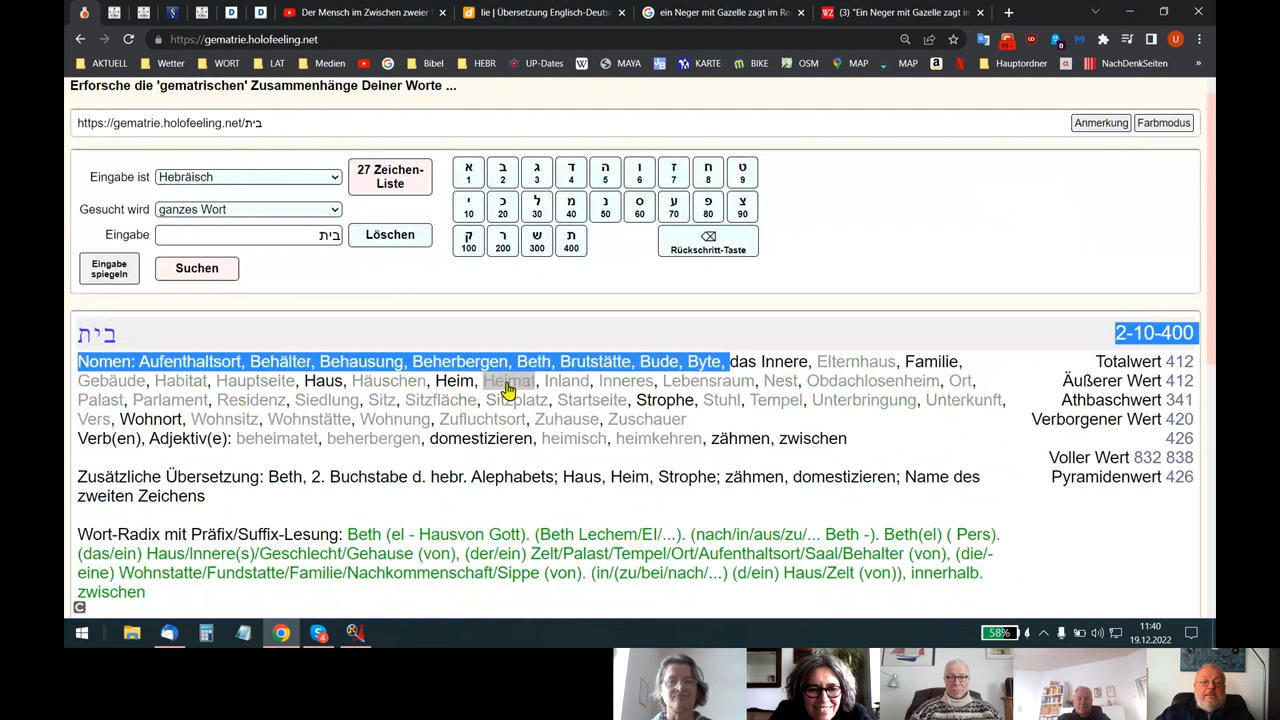 Der Mensch im Zwischen zweier
lie | Übersetzung Englisch-Deuts
ein Neger mit Gazelle zagt im Re
(3) "Ein Neger mit Gazelle zagt im
https://gematrie.holofeeling.net
AKTUELL Wetter WORT LAT Medien Bibel HEBR UP-Dates MAYA KARTE BIKE OSM MAP MAP Hauptordner NachDenkSeiten »
Erforsche die 'gematrischen' Zusammenhänge Deiner Worte ...
https://gematrie.holofeeling.net/בית
Anmerkung Farbmodus
Eingabe ist Hebräisch
27 Zeichen-Liste
Gesucht wird ganzes Wort
Eingabe בית Löschen
Eingabe spiegeln Suchen
א ב ג ד ה ו ז ח ט
1 2 3 4 5 6 7 8 9
י כ ל מ נ ס ע פ צ
10 20 30 40 50 60 70 80 90
ק ר ש ת ⌫
100 200 300 400 Rückschritt-Taste
בית 2-10-400
Nomen: Aufenthaltsort, Behälter, Behausung, Beherbergen, Beth, Brutstätte, Bude, Byte, das Innere, Elternhaus, Familie,
Gebäude, Habitat, Hauptseite, Haus, Häuschen, Heim, Heimat, Inland, Inneres, Lebensraum, Nest, Obdachlosenheim, Ort,
Palast, Parlament, Residenz, Siedlung, Sitz, Sitzfläche, Sitzplatz, Startseite, Strophe, Stuhl, Tempel, Unterbringung, Unterkunft,
Vers, Wohnort, Wohnsitz, Wohnstätte, Wohnung, Zufluchtsort, Zuhause, Zuschauer
Verb(en), Adjektiv(e): beheimatet, beherbergen, domestizieren, heimisch, heimkehren, zähmen, zwischen
Totalwert 412
Äußerer Wert 412
Athbaschwert 341
Verborgener Wert 420
426
Voller Wert 832 838
Pyramidenwert 426
Zusätzliche Übersetzung: Beth, 2. Buchstabe d. hebr. Alephabets; Haus, Heim, Strophe; zähmen, domestizieren; Name des
zweiten Zeichens
Wort-Radix mit Präfix/Suffix-Lesung: Beth (el - Hausvon Gott). (Beth Lechem/El/...). (nach/in/aus/zu/... Beth -). Beth(el) ( Pers).
(das/ein) Haus/Innere(s)/Geschlecht/Gehause (von), (der/ein) Zelt/Palast/Tempel/Ort/Aufenthaltsort/Saal/Behalter (von), (die/-
eine) Wohnstatte/Fundstatte/Familie/Nachkommenschaft/Sippe (von). (in/(zu/bei/nach/...) (d/ein) Haus/Zelt (von)), innerhalb.
zwischen
58%
11:40
19.12.2022